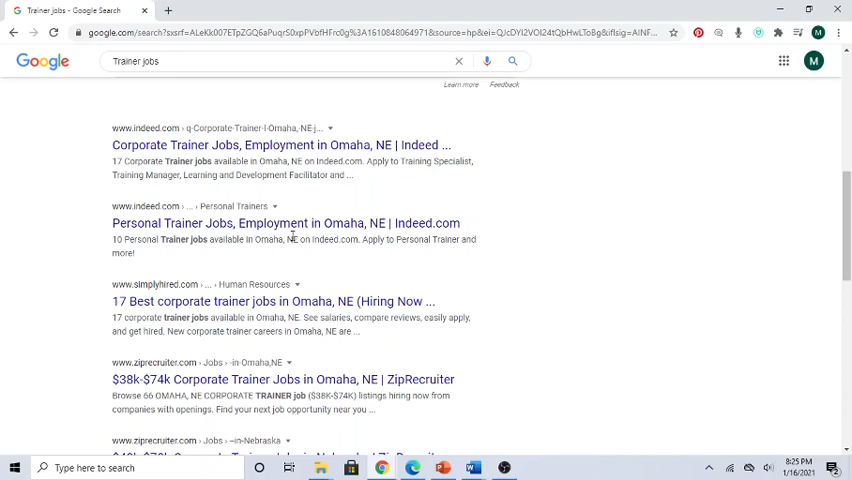 Trainer jobs - Google Search
google.com/search?sxsrf=
Google
Trainer jobs
M
Learn more Feedback
www.indeed.com › q-Corporate-Trainer-l-Omaha,-NE-j...
Corporate Trainer Jobs, Employment in Omaha, NE | Indeed ...
17 Corporate Trainer jobs available in Omaha, NE on Indeed.com. Apply to Training Specialist,
Training Manager, Learning and Development Facilitator and ...
www.indeed.com › ... › Personal Trainers
Personal Trainer Jobs, Employment in Omaha, NE | Indeed.com
10 Personal Trainer jobs available in Omaha, NE on Indeed.com. Apply to Personal Trainer and
more!
www.simplyhired.com › ... › Human Resources
17 Best corporate trainer jobs in Omaha, NE (Hiring Now ...
17 corporate trainer jobs available in Omaha, NE. See salaries, compare reviews, easily apply,
and get hired. New corporate trainer careers in Omaha, NE are ...
www.ziprecruiter.com › Jobs › -in-Omaha,NE
$38k-$74k Corporate Trainer Jobs in Omaha, NE | ZipRecruiter
Browse 66 OMAHA, NE CORPORATE TRAINER job ($38K-$74K) listings hiring now from
companies with openings. Find your next job opportunity near you ...
www.ziprecruiter.com › Jobs › --in-Nebraska
Type here to search
8:25 PM
1/16/2021